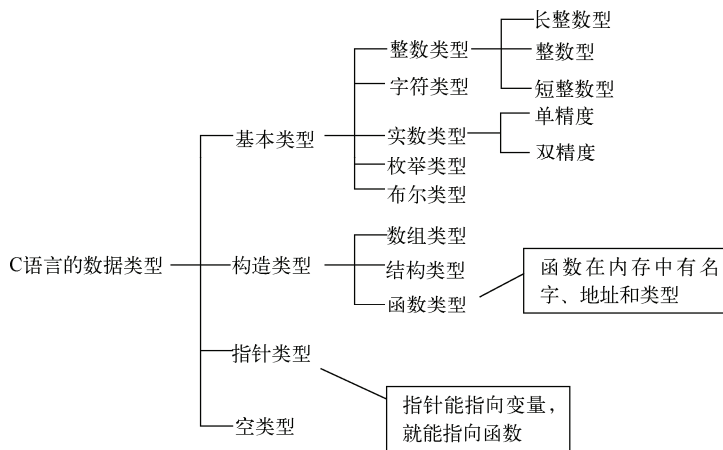 长整数型
整数类型
整数型
字符类型
短整数型
单精度
基本类型
实数类型
双精度
枚举类型
布尔类型
数组类型
C语言的数据类型
构造类型
结构类型
函数在内存中有名
字、地址和类型
函数类型
指针类型
指针能指向变量，
就能指向函数
空类型